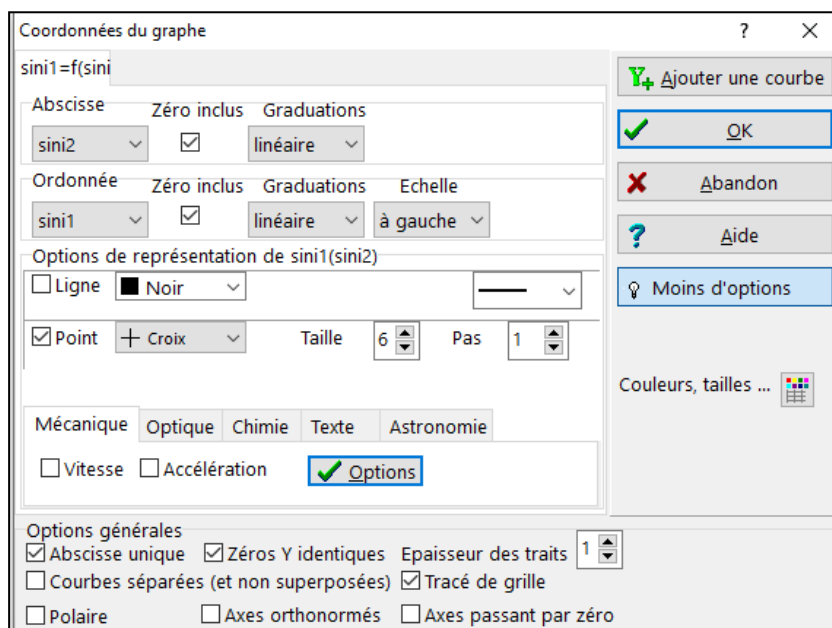 Coordonnées du graphe
?
sini1=f(sini
Abscisse
Zéro inclus
Graduations
sini2
linéaire
Ordonnée
Zéro inclus
Graduations
Echelle
sini1
linéaire
à gauche
Options de représentation de sini1(sini2)
Ligne
Noir
Point
Croix
Taille
6
Pas
1
Mécanique
Optique
Chimie
Texte
Astronomie
Vitesse
Accélération
Options
Options générales
Abscisse unique
Zéros Y identiques
Epaisseur des traits
1
Courbes séparées (et non superposées)
Tracé de grille
Polaire
Axes orthonormés
Axes passant par zéro
Ajouter une courbe
OK
Abandon
?
Aide
Moins d'options
Couleurs, tailles ...